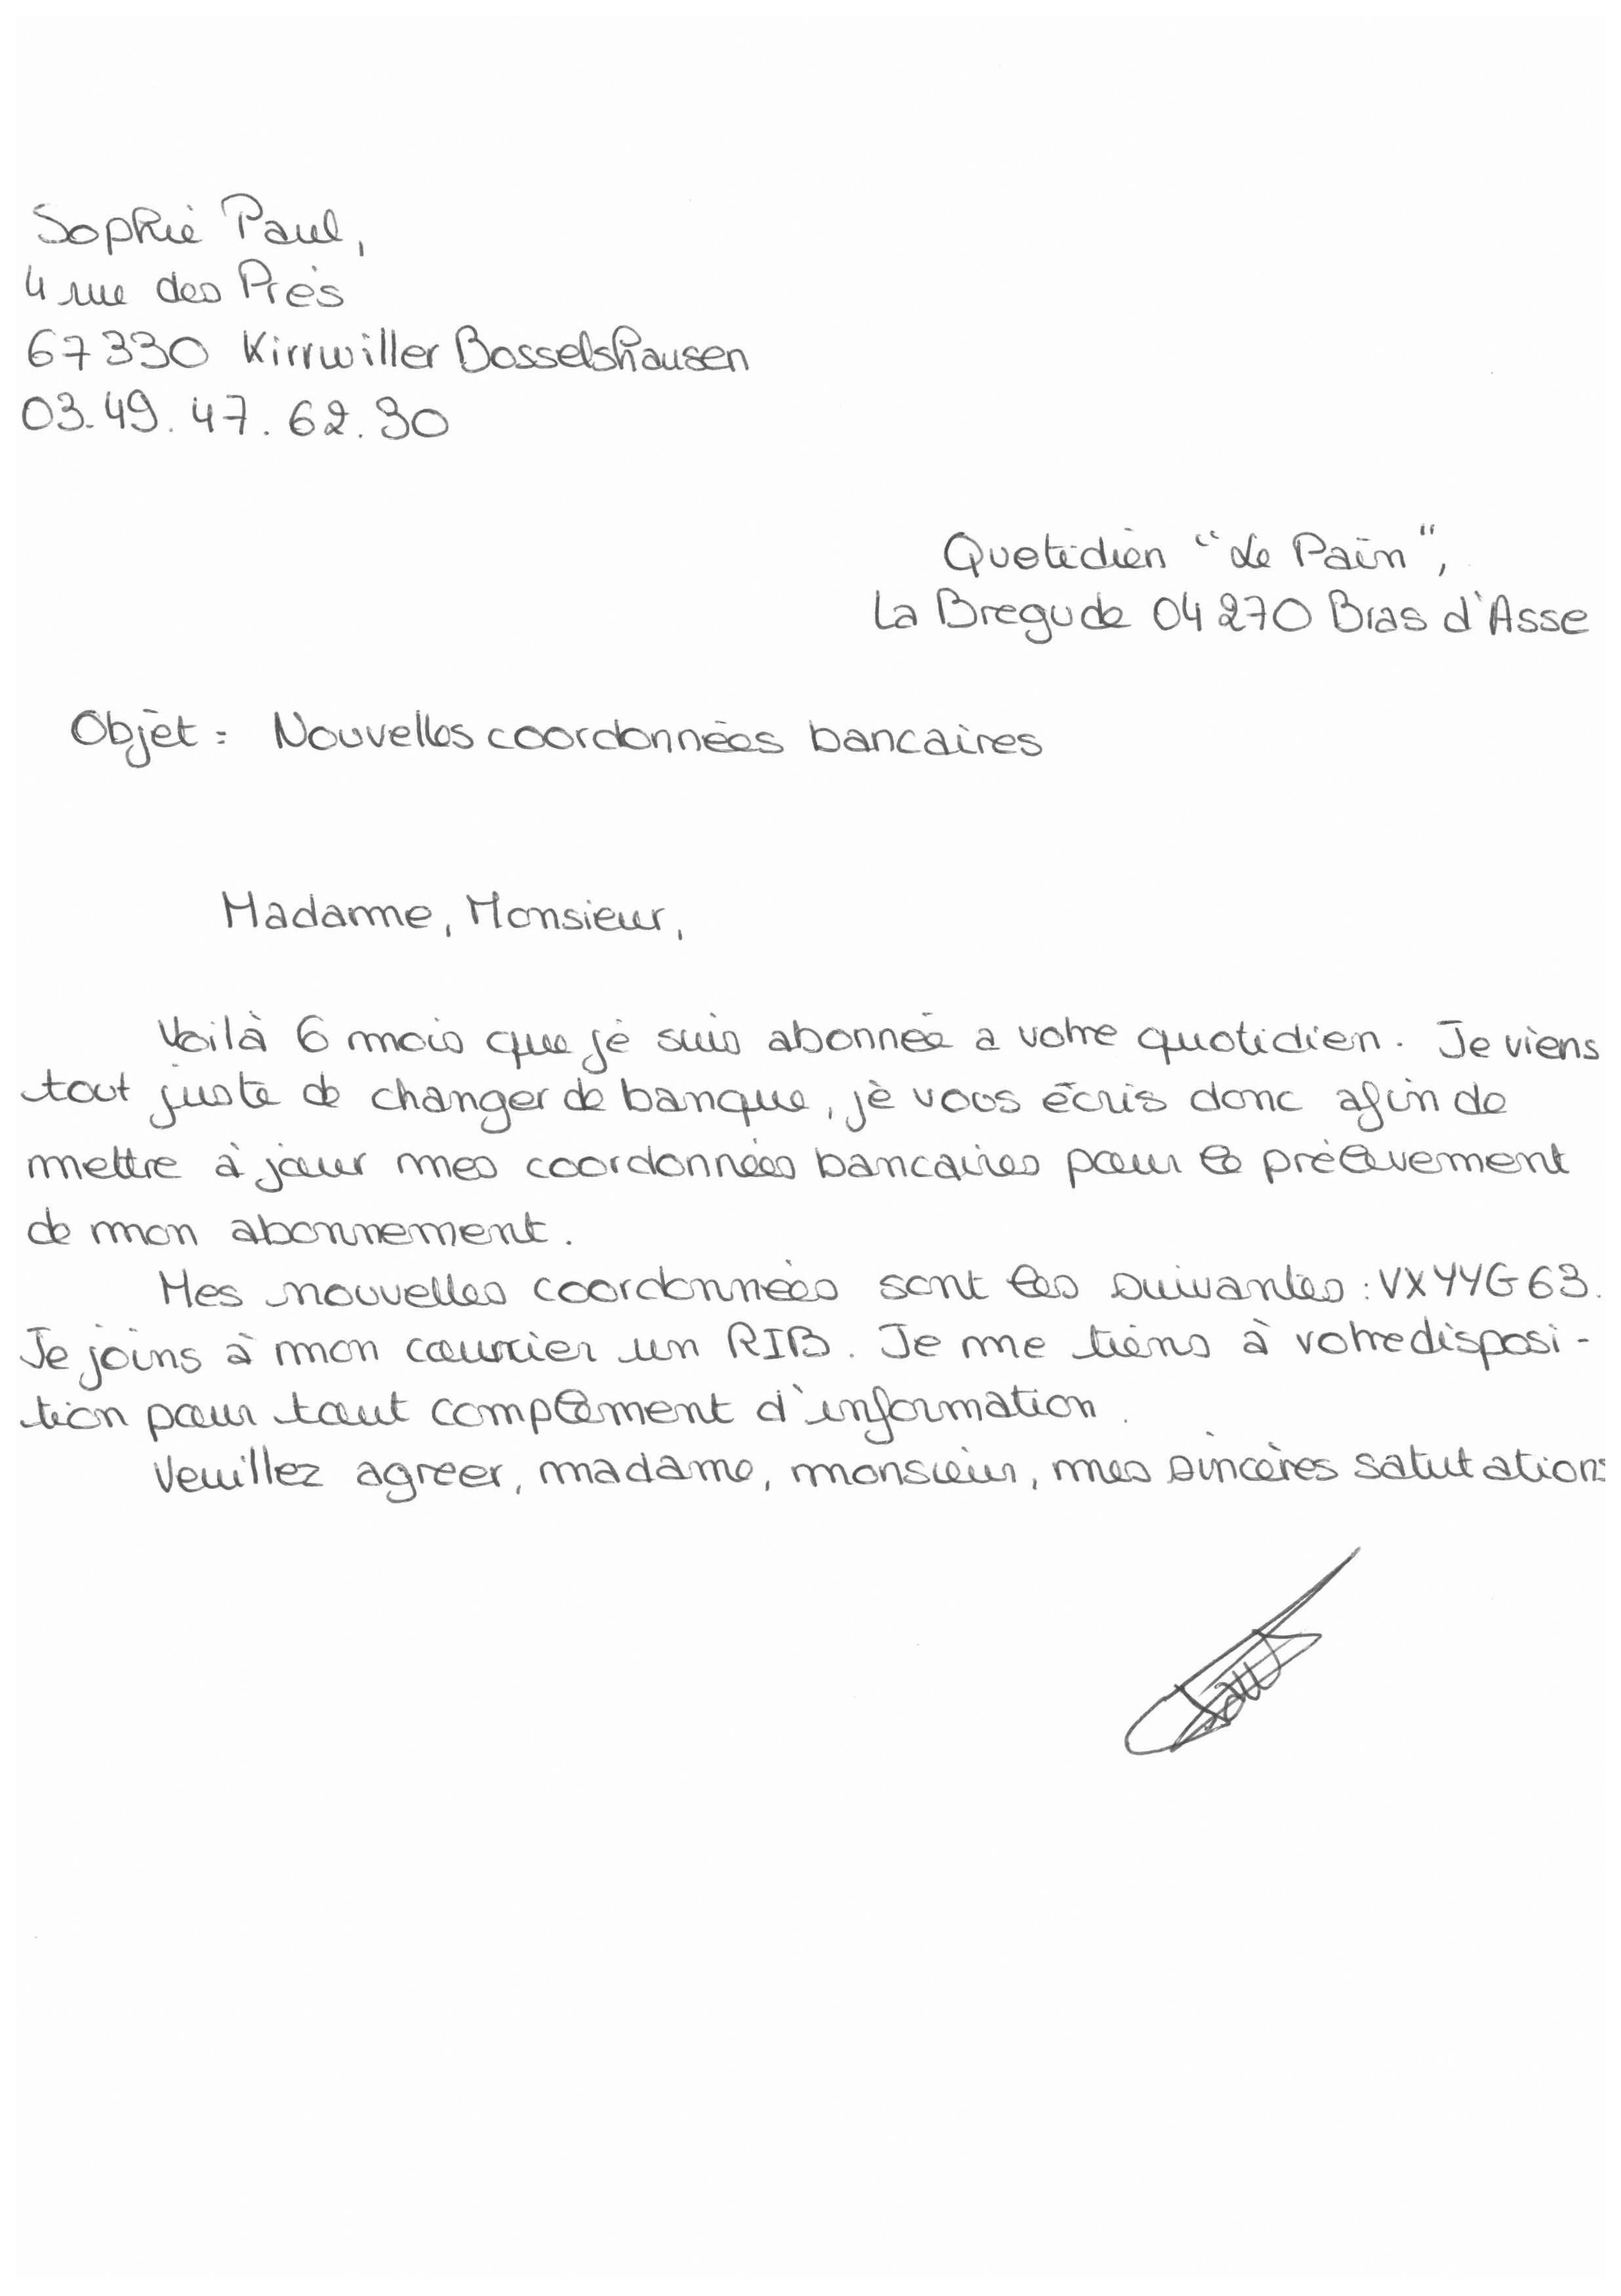 Sophie Paul,
4 rue des Prés
67330 Kirrwiller Bosselshausen
03.49.47.62.30
Quotidien "Le Pain",
La Bregude 04270 Bras d'Asse
Objet : Nouvelles coordonnées bancaires
Madame, Monsieur,
Voilà 6 mois que je suis abonnée a votre quotidien. Je viens
tout juste de changer de banque, je vous écris donc afin de
mettre à jour mes coordonnées bancaires pour le prélèvement
de mon abonnement.
Mes nouvelles coordonnées sont les suivantes : VXYYG63.
Je joins à mon courrier un RIB. Je me tiens à votre disposi-
tion pour tout complément d'information.
Veuillez agreer, madame, monsieur, mes sincères salutations